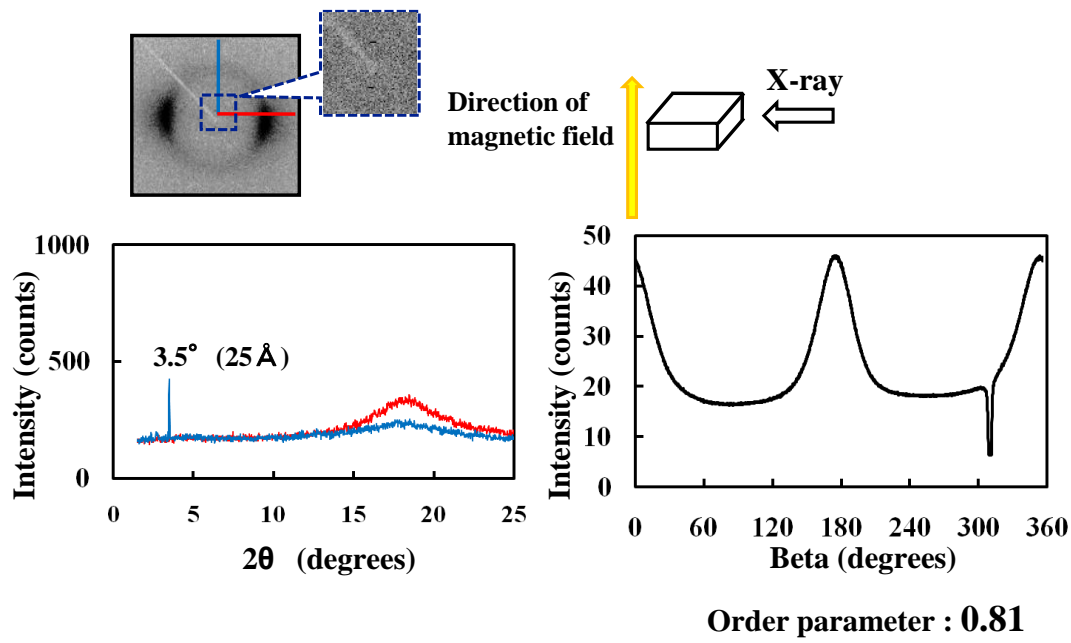 Direction of
magnetic field
X-ray
1000
500
0
3.5° (25Å)
Intensity (counts)
0
5
10
15
20
25
2θ (degrees)
50
40
30
20
10
0
Intensity (counts)
0
60
120
180
240
300
360
Beta (degrees)
Order parameter : 0.81